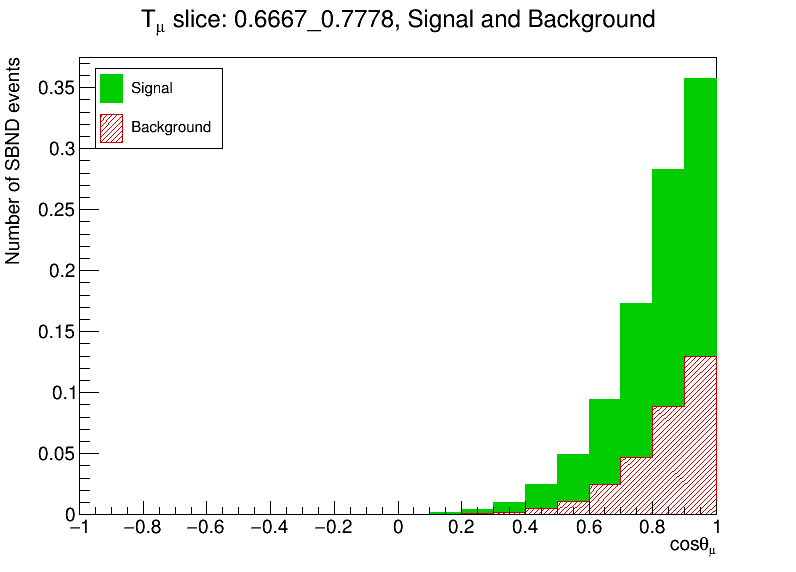 T_μ slice: 0.6667_0.7778, Signal and Background
Number of SBND events
Signal
Background
0.35
0.3
0.25
0.2
0.15
0.1
0.05
0
−1 −0.8 −0.6 −0.4 −0.2 0 0.2 0.4 0.6 0.8 1
cosθ_μ